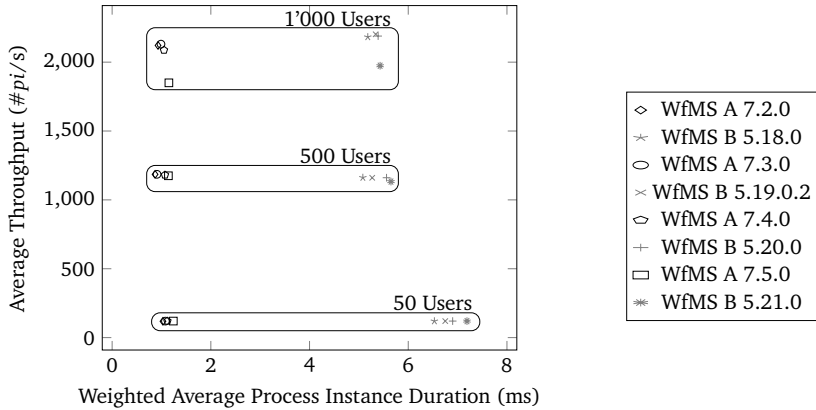 1'000 Users
2,000
1,500
500 Users
1,000
500
50 Users
0
0 2 4 6 8
Average Throughput (#pi/s)
Weighted Average Process Instance Duration (ms)
WfMS A 7.2.0
WfMS B 5.18.0
WfMS A 7.3.0
WfMS B 5.19.0.2
WfMS A 7.4.0
WfMS B 5.20.0
WfMS A 7.5.0
WfMS B 5.21.0